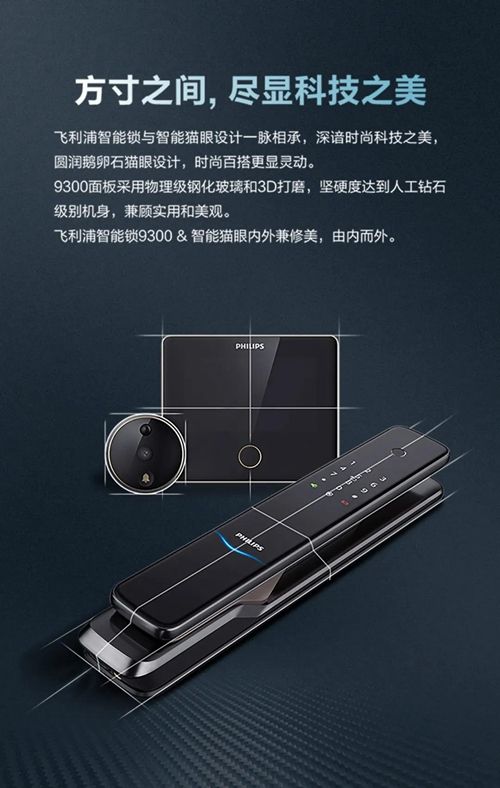 方寸之间，尽显科技之美
飞利浦智能锁与智能猫眼设计一脉相承，深谙时尚科技之美，
圆润鹅卵石猫眼设计，时尚百搭更显灵动。
9300面板采用物理级钢化玻璃和3D打磨，坚硬度达到人工钻石
级别机身，兼顾实用和美观。
飞利浦智能锁9300 & 智能猫眼内外兼修美，由内而外。
PHILIPS
PHILIPS